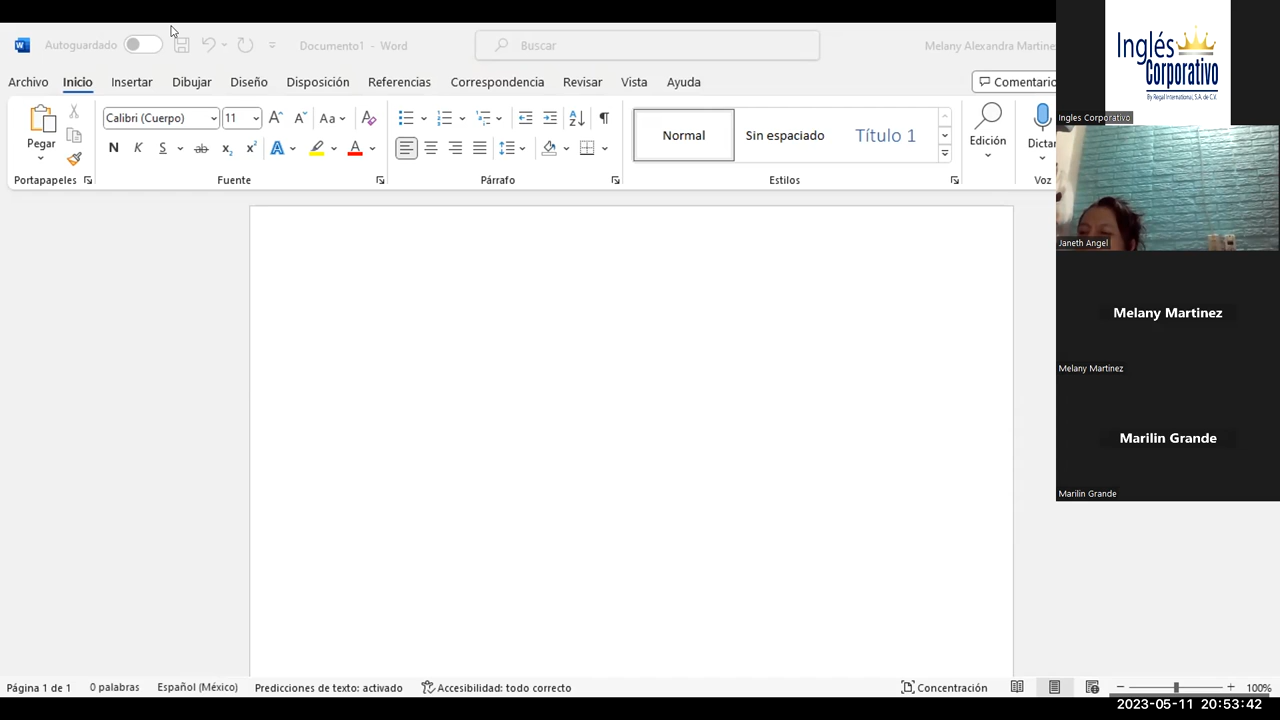 Autoguardado
Documento1 - Word
Buscar
Melany Alexandra Martine
Archivo
Inicio
Insertar
Dibujar
Diseño
Disposición
Referencias
Correspondencia
Revisar
Vista
Ayuda
Comentario
Pegar
Calibri (Cuerpo)
11
Aa
N K S ab x₂ x² A A
Normal
Sin espaciado
Título 1
Edición
Dictar
Portapapeles
Fuente
Párrafo
Estilos
Voz
Inglés
Corporativo
By Regal International, S.A. de C.V.
Ingles Corporativo
Janeth Angel
Melany Martinez
Melany Martinez
Marilin Grande
Marilin Grande
Página 1 de 1
0 palabras
Español (México)
Predicciones de texto: activado
Accesibilidad: todo correcto
Concentración
100%
2023-05-11 20:53:42